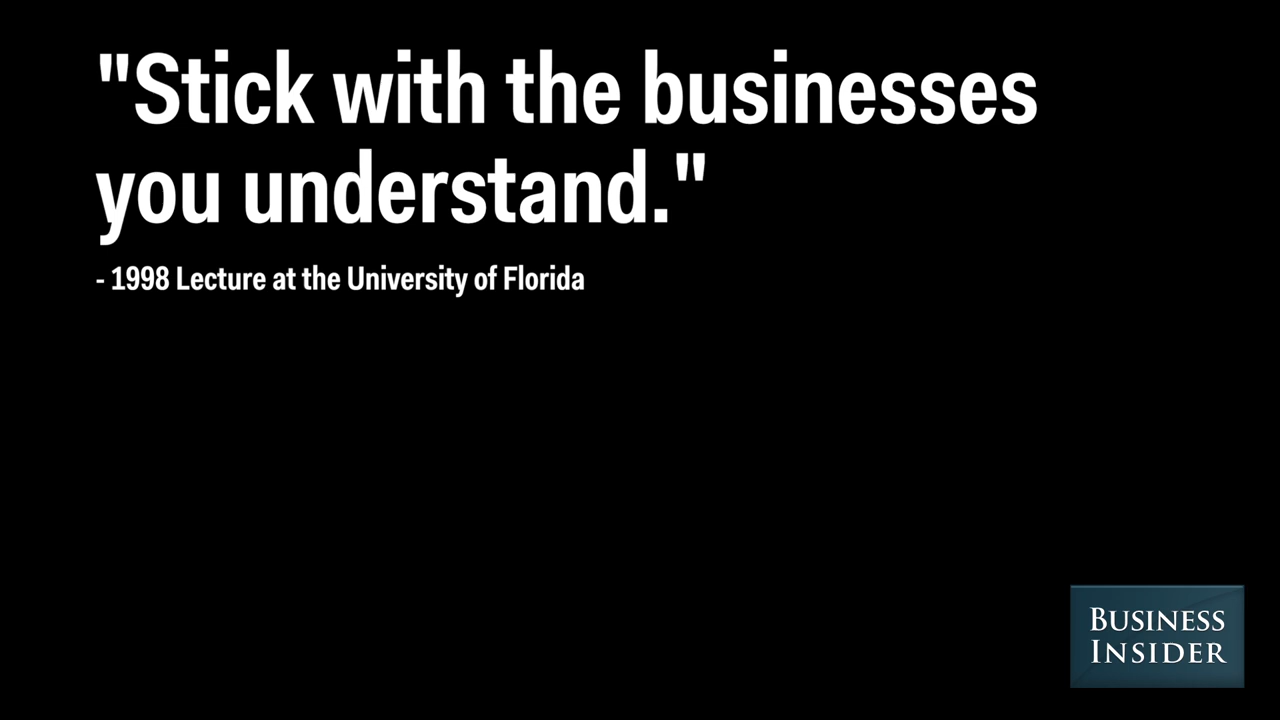 "Stick with the businesses
you understand."
- 1998 Lecture at the University of Florida
BUSINESS
INSIDER